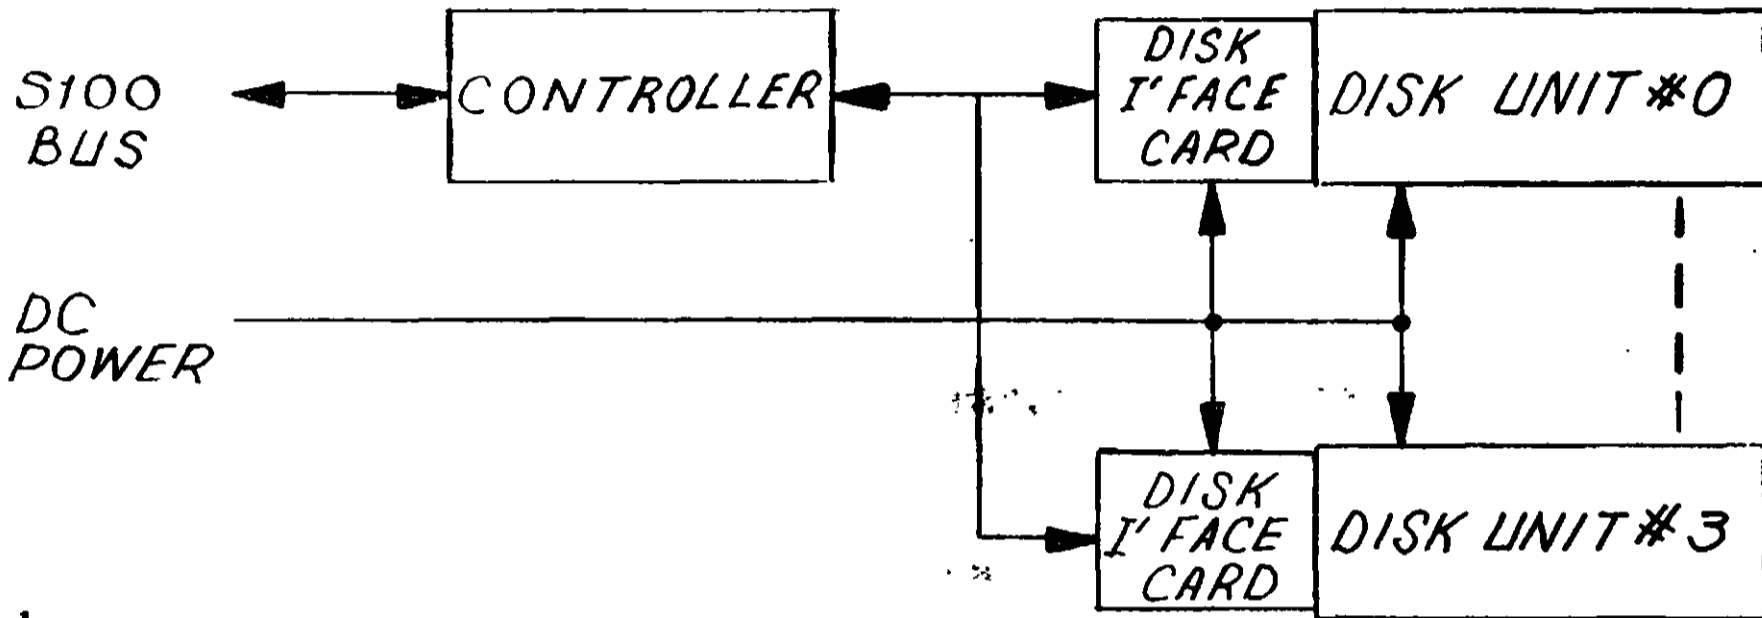 S100
BUS
CONTROLLER
DISK
I'FACE
CARD
DISK UNIT #0
DC
POWER
DISK
I'FACE
CARD
DISK UNIT #3